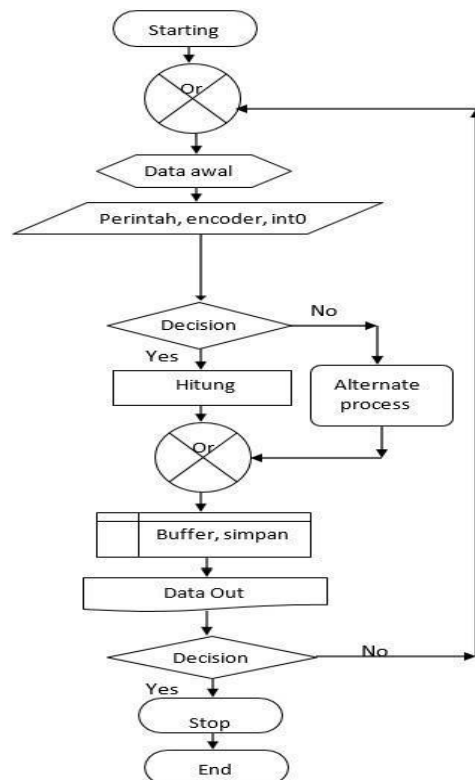 Starting
Or
Data awal
Perintah, encoder, int0
No
Decision
Yes
Hitung
Alternate
process
Or
Buffer, simpan
Data Out
Decision
No
Yes
Stop
End